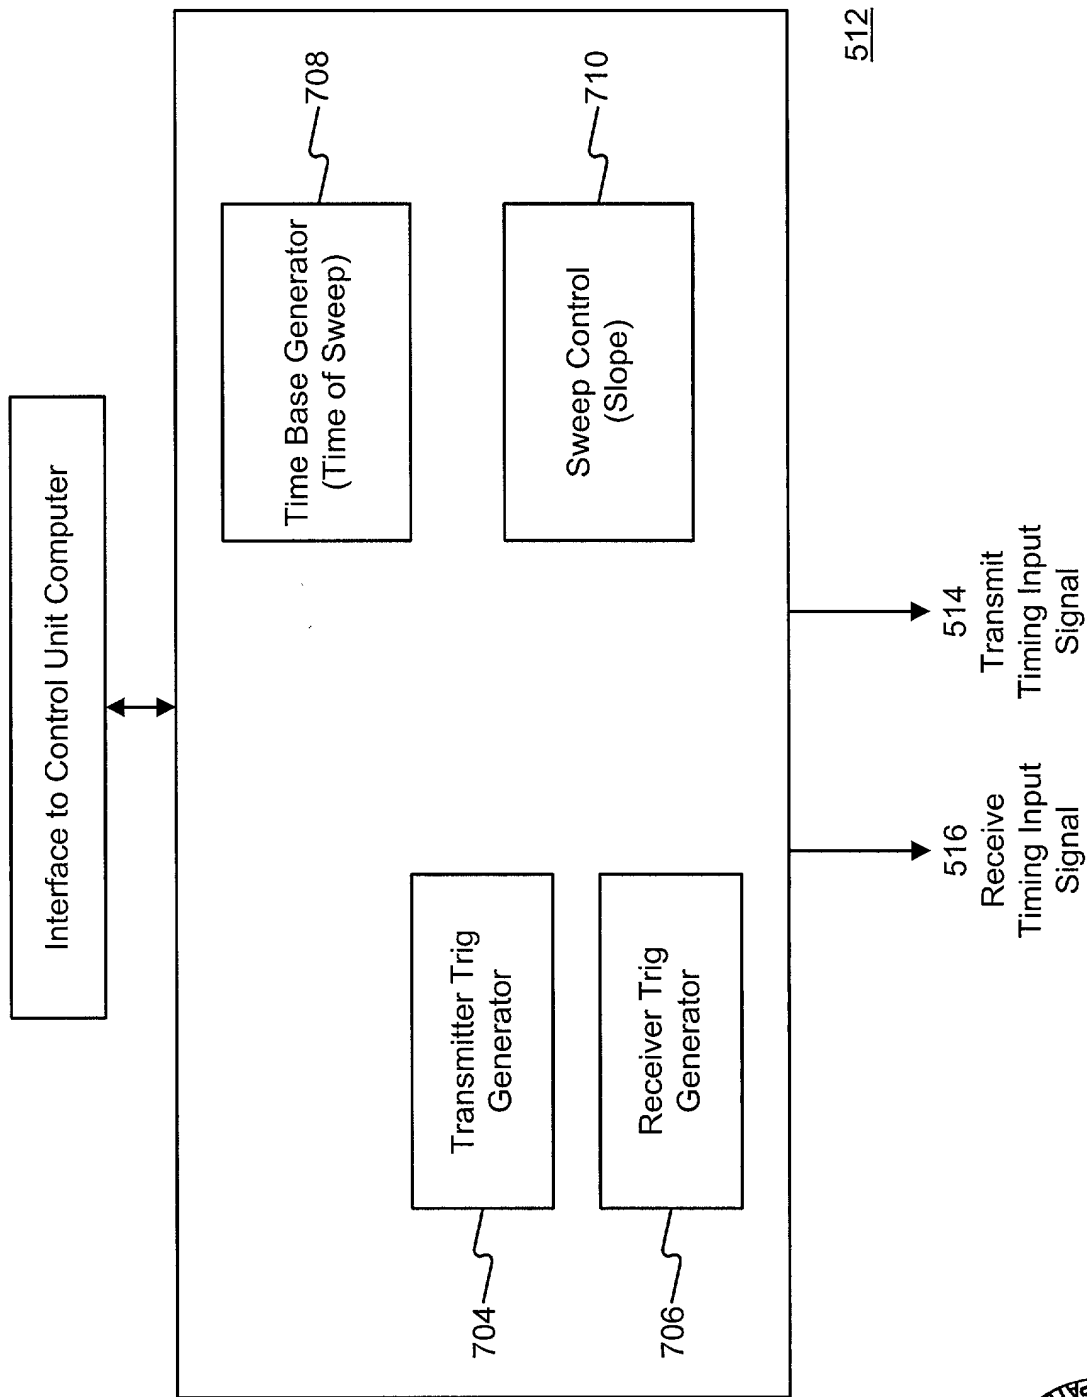 Interface to Control Unit Computer
708
Time Base Generator
(Time of Sweep)
704
Transmitter Trig
Generator
710
Sweep Control
(Slope)
706
Receiver Trig
Generator
512
516
Receive
Timing Input
Signal
514
Transmit
Timing Input
Signal